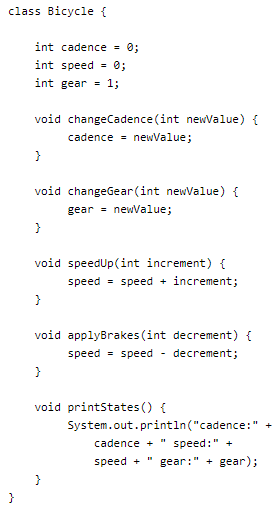 class Bicycle {
int cadence = 0;
int speed = 0;
int gear = 1;
void changeCadence(int newValue) {
cadence = newValue;
}
void changeGear(int newValue) {
gear = newValue;
}
void speedUp(int increment) {
speed = speed + increment;
}
void applyBrakes(int decrement) {
speed = speed - decrement;
}
void printStates() {
System.out.println("cadence:" +
cadence + " speed:" +
speed + " gear:" + gear);
}
}